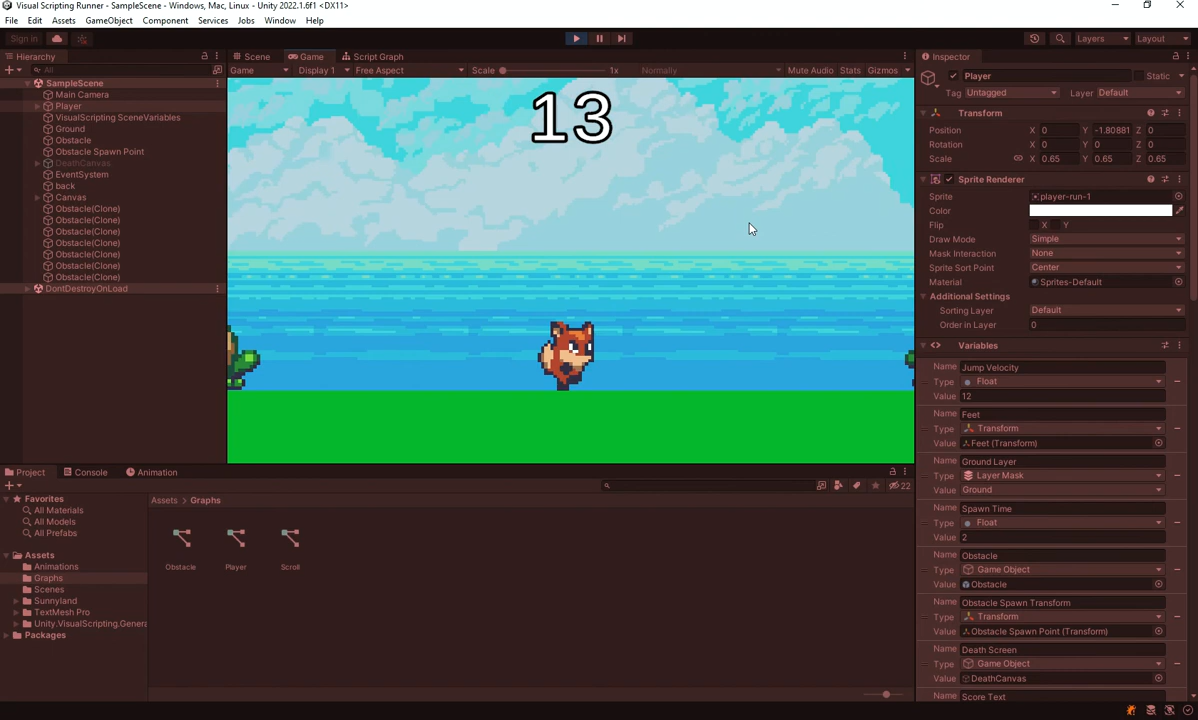 Visual Scripting Runner - SampleScene - Windows, Mac, Linux - Unity 2022.1.6f1 <DX11>
File Edit Assets GameObject Component Services Jobs Window Help
Sign in Layers Layout
Hierarchy
All
SampleScene
Main Camera
Player
VisualScripting SceneVariables
Ground
Obstacle
Obstacle Spawn Point
DeathCanvas
EventSystem
back
Canvas
Obstacle(Clone)
Obstacle(Clone)
Obstacle(Clone)
Obstacle(Clone)
Obstacle(Clone)
Obstacle(Clone)
Obstacle(Clone)
DontDestroyOnLoad
Scene Game Script Graph
Game Display 1 Free Aspect Scale 1x Normally Mute Audio Stats Gizmos
13
Inspector
Player Static
Tag Untagged Layer Default
Transform
Position X 0 Y -1.80881 Z 0
Rotation X 0 Y 0 Z 0
Scale X 0.65 Y 0.65 Z 0.65
Sprite Renderer
Sprite player-run-1
Color
Flip X Y
Draw Mode Simple
Mask Interaction None
Sprite Sort Point Center
Material Sprites-Default
Additional Settings
Sorting Layer Default
Order in Layer 0
Variables
Name Jump Velocity
Type Float
Value 12
Name Feet
Type Transform
Value Feet (Transform)
Name Ground Layer
Type Layer Mask
Value Ground
Name Spawn Time
Type Float
Value 2
Name Obstacle
Type Game Object
Value Obstacle
Name Obstacle Spawn Transform
Type Transform
Value Obstacle Spawn Point (Transform)
Name Death Screen
Type Game Object
Value DeathCanvas
Name Score Text
Project Console Animation
22
Favorites
All Materials
All Models
All Prefabs
Assets
Animations
Graphs
Scenes
Sunnyland
TextMesh Pro
Unity.VisualScripting.Genera
Packages
Assets > Graphs
Obstacle Player Scroll